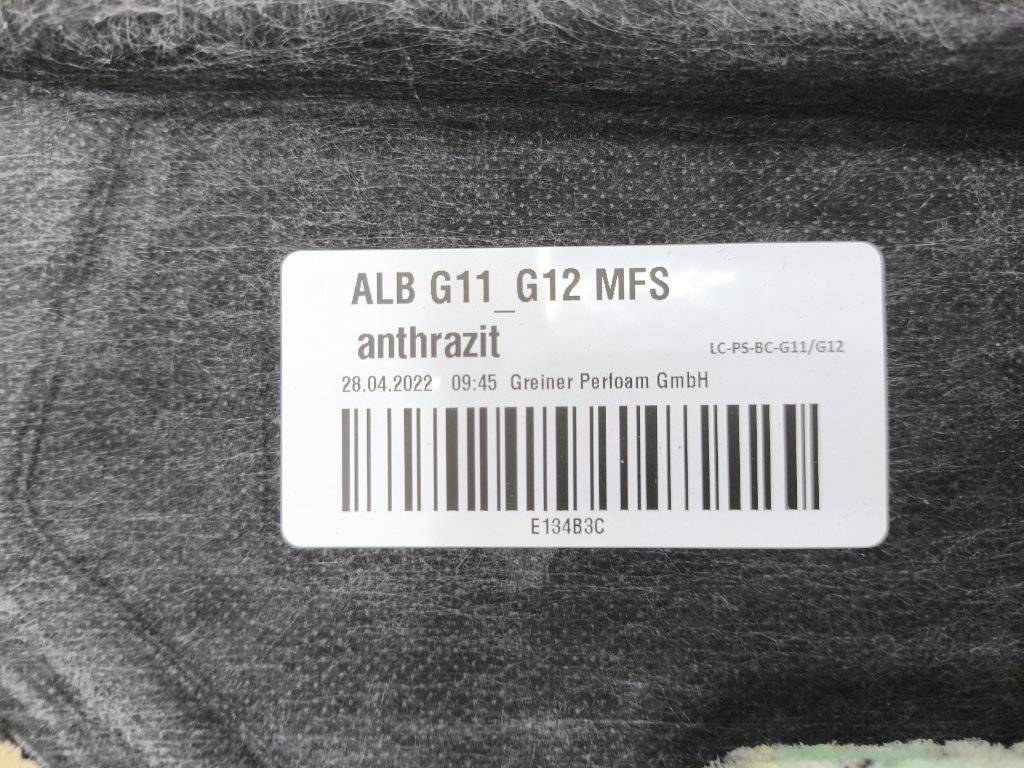 ALB G11_G12 MFS
anthrazit
LC-PS-BC-G11/G12
28.04.2022 09:45 Greiner Perfoam GmbH
E134B3C